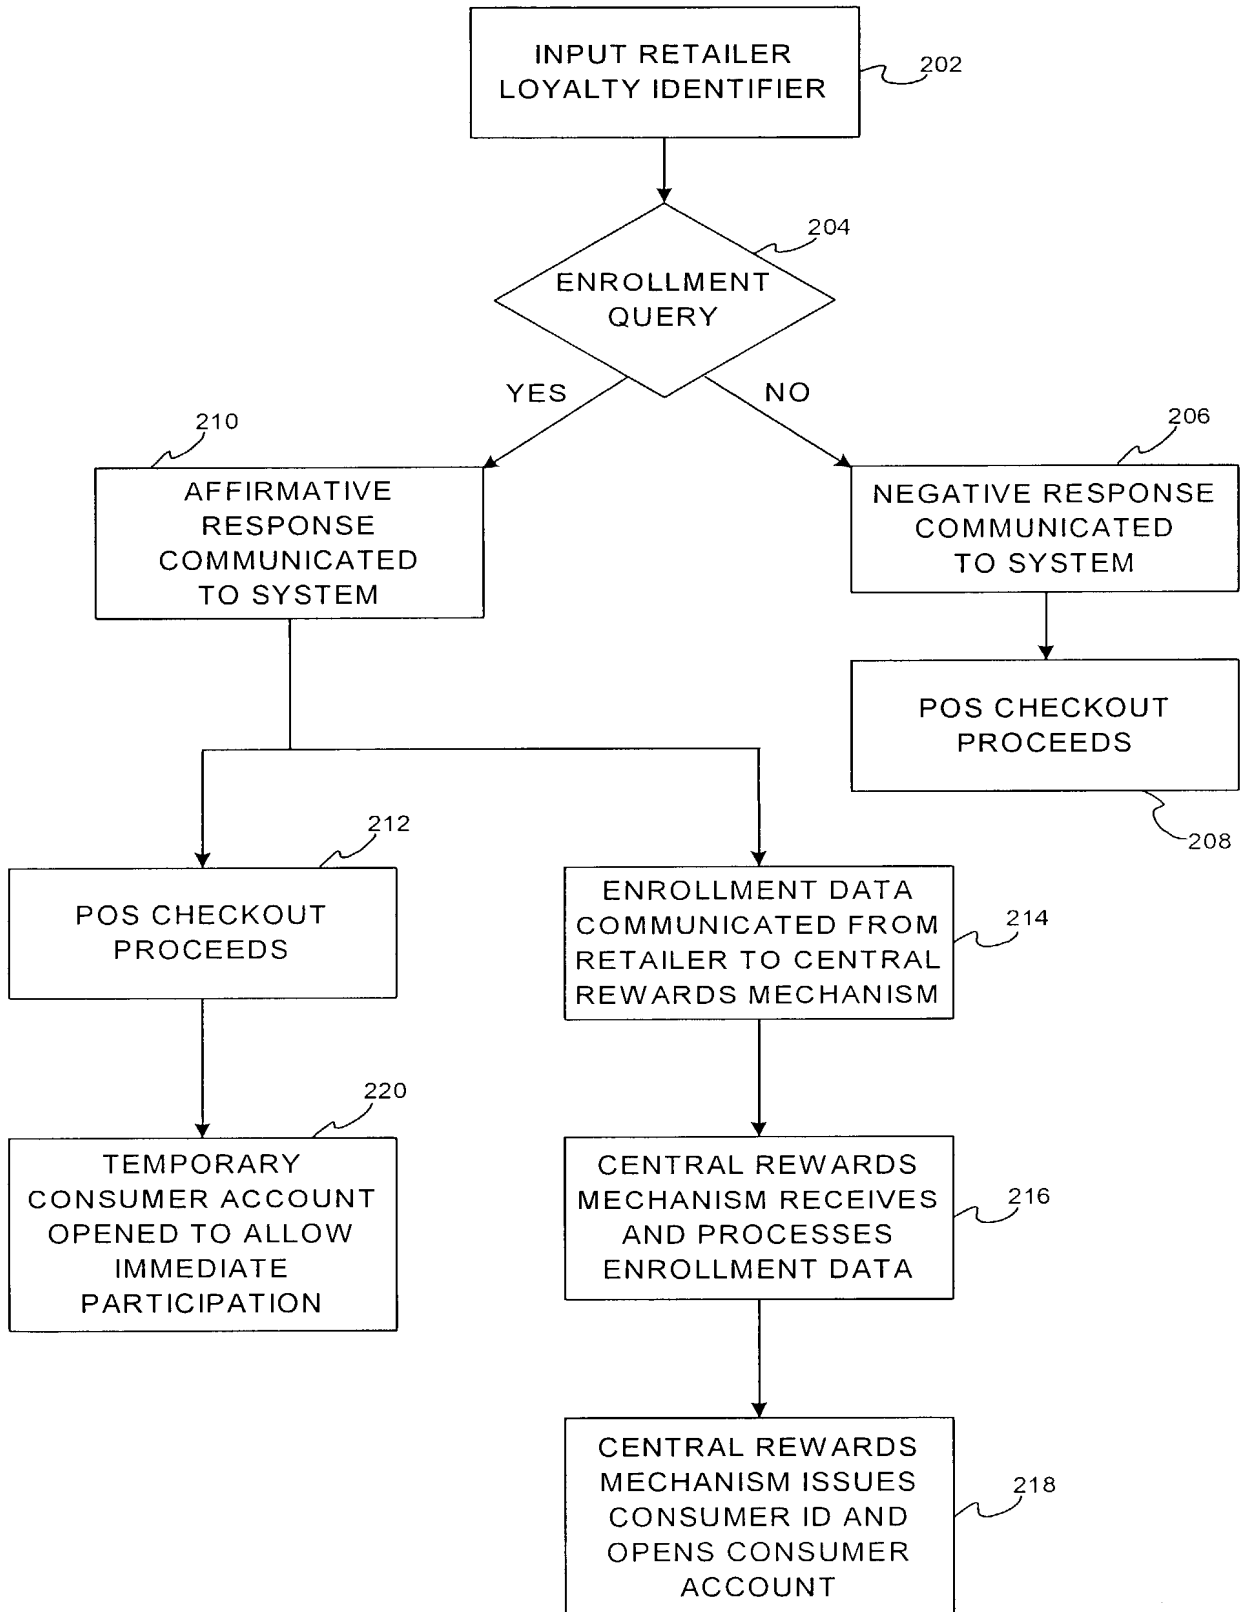 INPUT RETAILER
LOYALTY IDENTIFIER
202
204
ENROLLMENT
QUERY
YES
NO
210
206
AFFIRMATIVE
RESPONSE
COMMUNICATED
TO SYSTEM
NEGATIVE RESPONSE
COMMUNICATED
TO SYSTEM
POS CHECKOUT
PROCEEDS
208
212
POS CHECKOUT
PROCEEDS
ENROLLMENT DATA
COMMUNICATED FROM
RETAILER TO CENTRAL
REWARDS MECHANISM
214
220
TEMPORARY
CONSUMER ACCOUNT
OPENED TO ALLOW
IMMEDIATE
PARTICIPATION
CENTRAL REWARDS
MECHANISM RECEIVES
AND PROCESSES
ENROLLMENT DATA
216
CENTRAL REWARDS
MECHANISM ISSUES
CONSUMER ID AND
OPENS CONSUMER
ACCOUNT
218